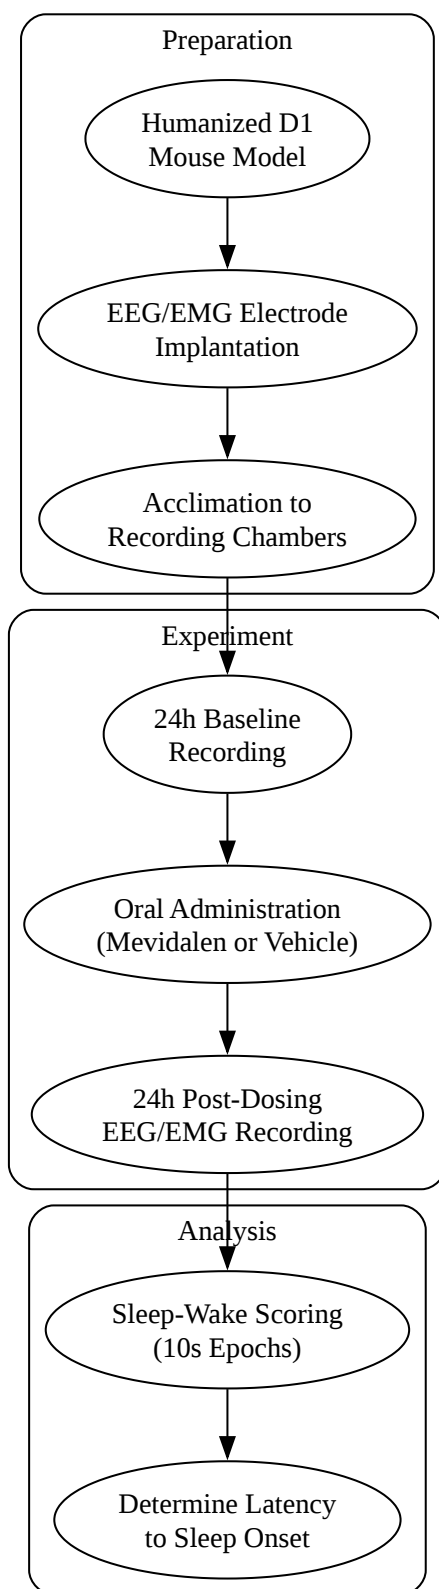 Preparation
Humanized D1
Mouse Model
EEG/EMG Electrode
Implantation
Acclimation to
Recording Chambers
Experiment
24h Baseline
Recording
Oral Administration
(Mevidalen or Vehicle)
24h Post-Dosing
EEG/EMG Recording
Analysis
Sleep-Wake Scoring
(10s Epochs)
Determine Latency
to Sleep Onset